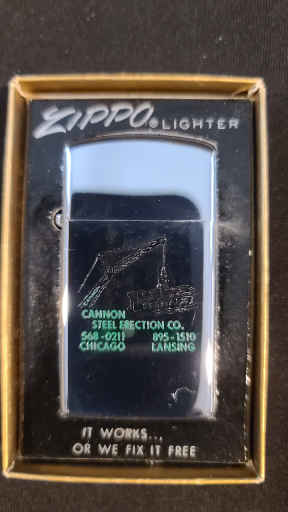 ZIPPO® LIGHTER
CANNON
STEEL ERECTION CO.
568-0211 895-1510
CHICAGO LANSING
IT WORKS...
OR WE FIX IT FREE